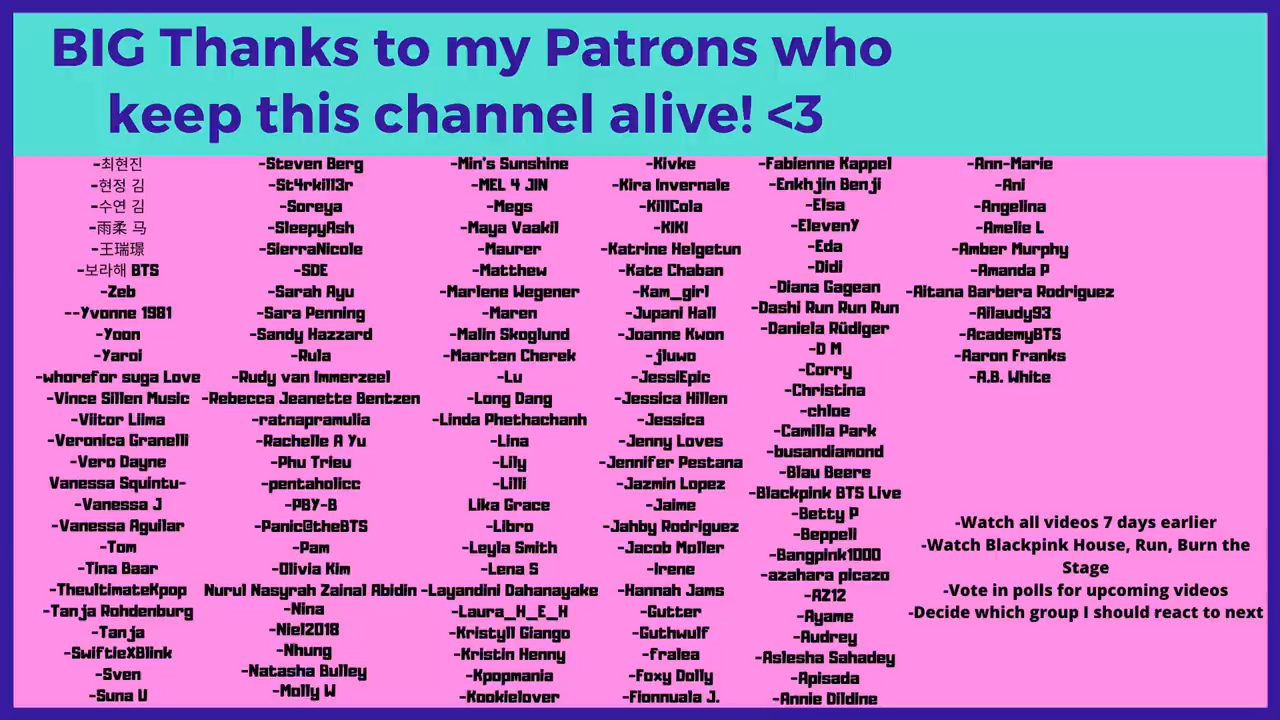 BIG Thanks to my Patrons who
keep this channel alive! <3
-최현진
-현정 김
-수연 김
-雨柔 马
-王瑞璟
-보라해 BTS
-Zeb
--Yvonne 1981
-Yoon
-Yaroi
-whorefor suga Love
-Vince Sillen Music
-Viitor Liima
-Veronica Granelli
-Vero Dayne
Vanessa Squintu-
-Vanessa J
-Vanessa Aguilar
-Tom
-Tina Baar
-TheultimateKpop
-Tanja Rohdenburg
-Tanja
-SwiftieXBlink
-Sven
-Suna U
-Steven Berg
-St4rkill3r
-Soreya
-SleepyAsh
-SierraNicole
-SDE
-Sarah Ayu
-Sara Penning
-Sandy Hazzard
-Rula
-Rudy van Immerzeel
-Rebecca Jeanette Bentzen
-ratnapramulia
-Rachelle A Yu
-Phu Trieu
-pentaholicc
-PBY-B
-Panic@theBTS
-Pam
-Olivia Kim
Nurul Nasyrah Zainal Abidin
-Nina
-Niel2018
-Nhung
-Natasha Bulley
-Molly W
-Min's Sunshine
-MEL 4 JIN
-Megs
-Maya Vaakil
-Maurer
-Matthew
-Marlene Wegener
-Maren
-Malin Skoglund
-Maarten Cherek
-Lu
-Long Dang
-Linda Phethachanh
-Lina
-Lily
-Lilli
Lika Grace
-Libro
-Leyla Smith
-Lena S
-Layandini Dahanayake
-Laura_H_E_H
-Kristyll Giango
-Kristin Henny
-Kpopmania
-Kookielover
-Kivke
-Kira Invernale
-KillCola
-KIKI
-Katrine Helgetun
-Kate Chaban
-Kam_girl
-Jupani Hall
-Joanne Kwon
-jluwo
-JessiEpic
-Jessica Hillen
-Jessica
-Jenny Loves
-Jennifer Pestana
-Jazmin Lopez
-Jaime
-Jahby Rodriguez
-Jacob Moller
-Irene
-Hannah Jams
-Gutter
-Guthwulf
-fralea
-Foxy Dolly
-Fionnuala J.
-Fabienne Kappel
-Enkhjin Benji
-Elsa
-ElevenY
-Eda
-Didi
-Diana Gagean
-Dashi Run Run Run
-Daniela Rüdiger
-D M
-Corry
-Christina
-chloe
-Camilla Park
-busandiamond
-Blau Beere
-Blackpink BTS Live
-Betty P
-Beppell
-Bangpink1000
-azahara picazo
-AZ12
-Ayame
-Audrey
-Aslesha Sahadey
-Apisada
-Annie Dildine
-Ann-Marie
-Ani
-Angelina
-Amelie L
-Amber Murphy
-Amanda P
-Aitana Barbera Rodriguez
-Ailaudy93
-AcademyBTS
-Aaron Franks
-A.B. White
-Watch all videos 7 days earlier
-Watch Blackpink House, Run, Burn the
Stage
-Vote in polls for upcoming videos
-Decide which group I should react to next